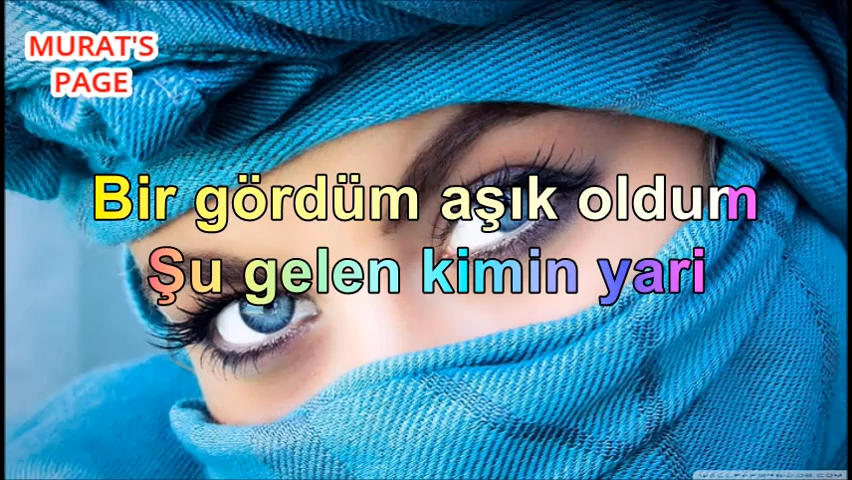 MURAT'S
PAGE
Bir gördüm aşık oldum
Şu gelen kimin yari